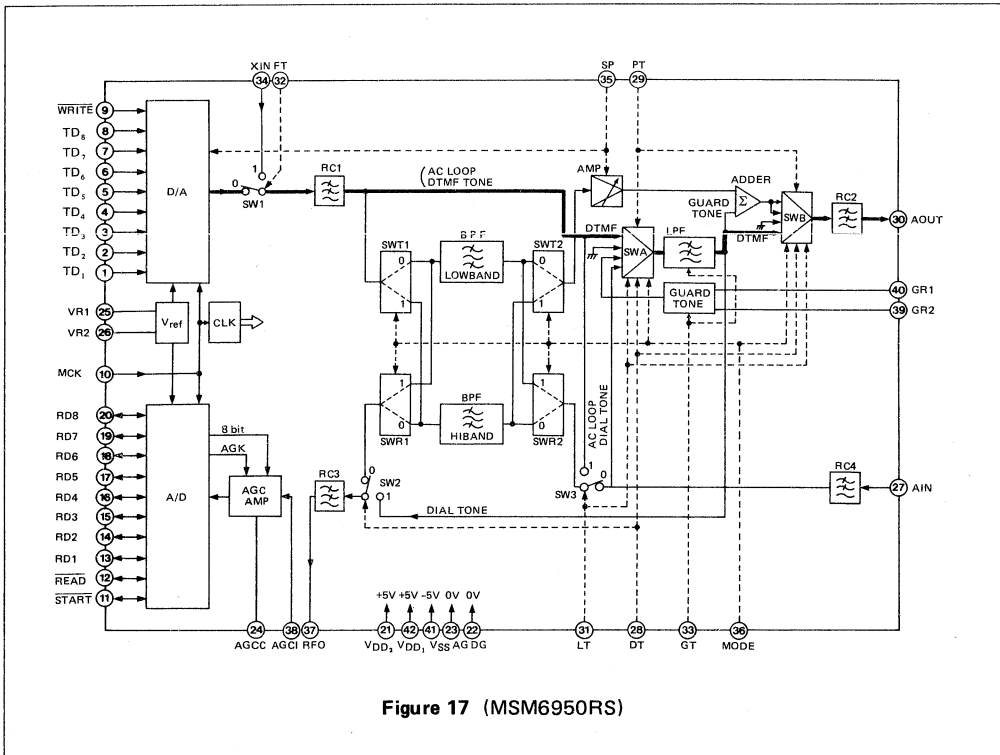 XIN FT
34 32
SP
35
PT
29
WRITE 9
TD8 8
TD7 7
TD6 6
TD5 5
TD4 4
TD3 3
TD2 2
TD1 1
D/A
0
1
SW1
RC1
(AC LOOP
DTMF TONE
AMP
ADDER
Σ
GUARD
TONE
SWB
RC2
30 AOUT
DTMF
SWA
LPF
DTMF
SWT1
0
1
BPF
LOWBAND
SWT2
0
1
GUARD
TONE
40 GR1
39 GR2
VR1 25
VR2 26
Vref
CLK
MCK 10
SWR1
1
0
BPF
HIBAND
SWR2
1
0
AC LOOP
DIAL TONE
RD8 20
RD7 19
RD6 18
RD5 17
RD4 16
RD3 15
RD2 14
RD1 13
READ 12
START 11
A/D
8 bit
AGK
AGC
AMP
RC3
0
SW2
1
1
SW3
0
RC4
27 AIN
DIAL TONE
+5V +5V -5V 0V 0V
24 38 37 21 42 41 23 22 31 28 33 36
AGCC AGCI RFO VDD2 VDD1 VSS AG DG LT DT GT MODE
Figure 17 (MSM6950RS)